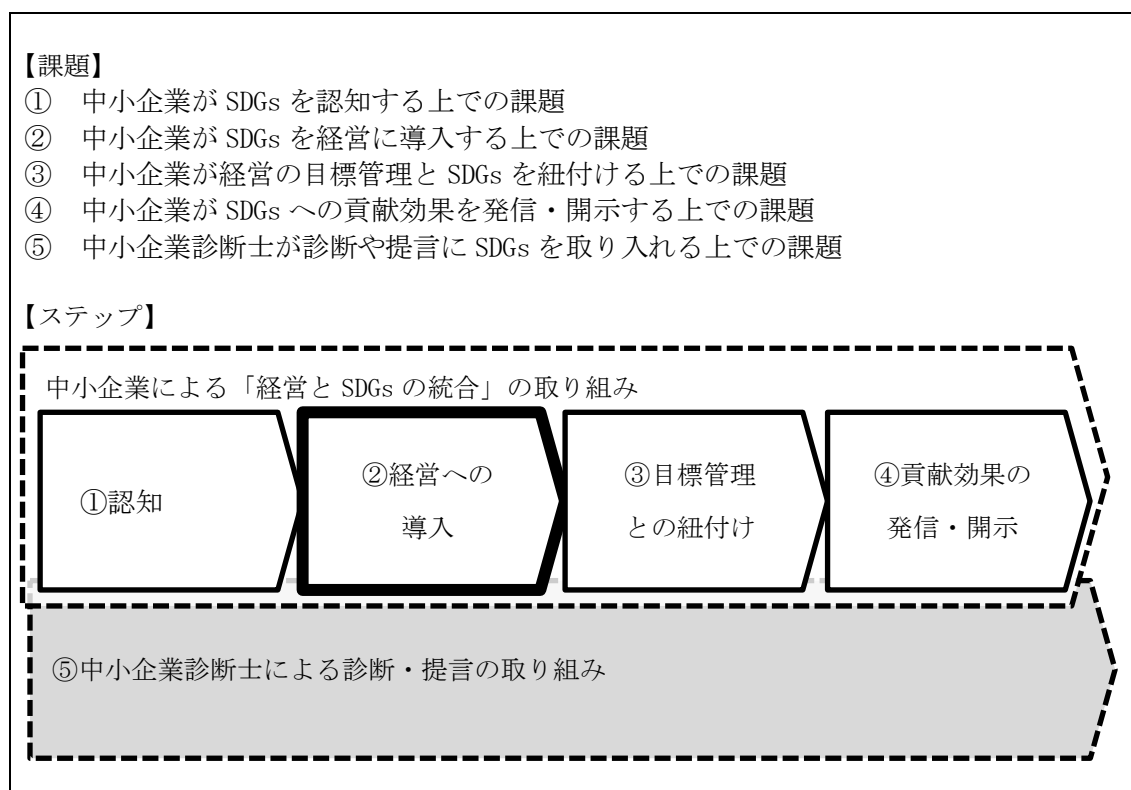 【課題】
① 中小企業が SDGs を認知する上での課題
② 中小企業が SDGs を経営に導入する上での課題
③ 中小企業が経営の目標管理と SDGs を紐付ける上での課題
④ 中小企業が SDGs への貢献効果を発信・開示する上での課題
⑤ 中小企業診断士が診断や提言に SDGs を取り入れる上での課題
【ステップ】
中小企業による「経営と SDGs の統合」の取り組み
①認知
②経営への
導入
③目標管理
との紐付け
④貢献効果の
発信・開示
⑤中小企業診断士による診断・提言の取り組み